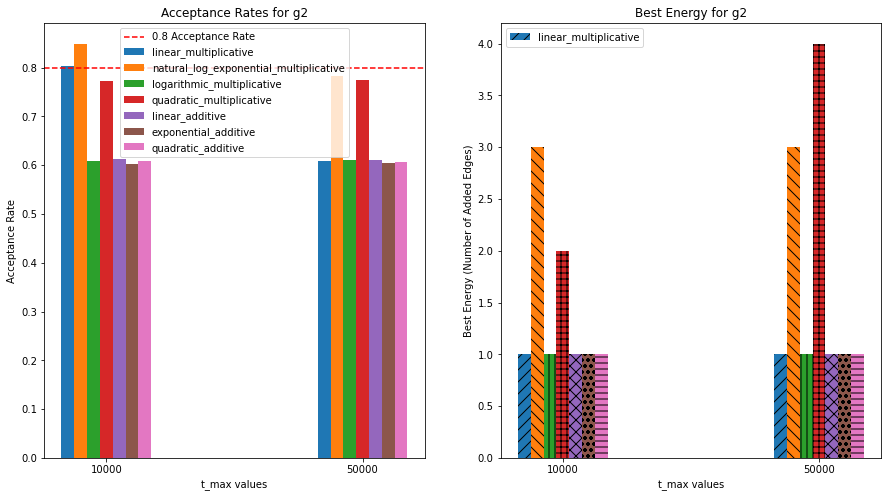 Acceptance Rates for g2
0.8 Acceptance Rate
linear_multiplicative
natural_log_exponential_multiplicative
logarithmic_multiplicative
quadratic_multiplicative
linear_additive
exponential_additive
quadratic_additive
Acceptance Rate
0.8
0.7
0.6
0.5
0.4
0.3
0.2
0.1
0.0
10000
50000
t_max values
Best Energy for g2
linear_multiplicative
Best Energy (Number of Added Edges)
4.0
3.5
3.0
2.5
2.0
1.5
1.0
0.5
0.0
10000
50000
t_max values